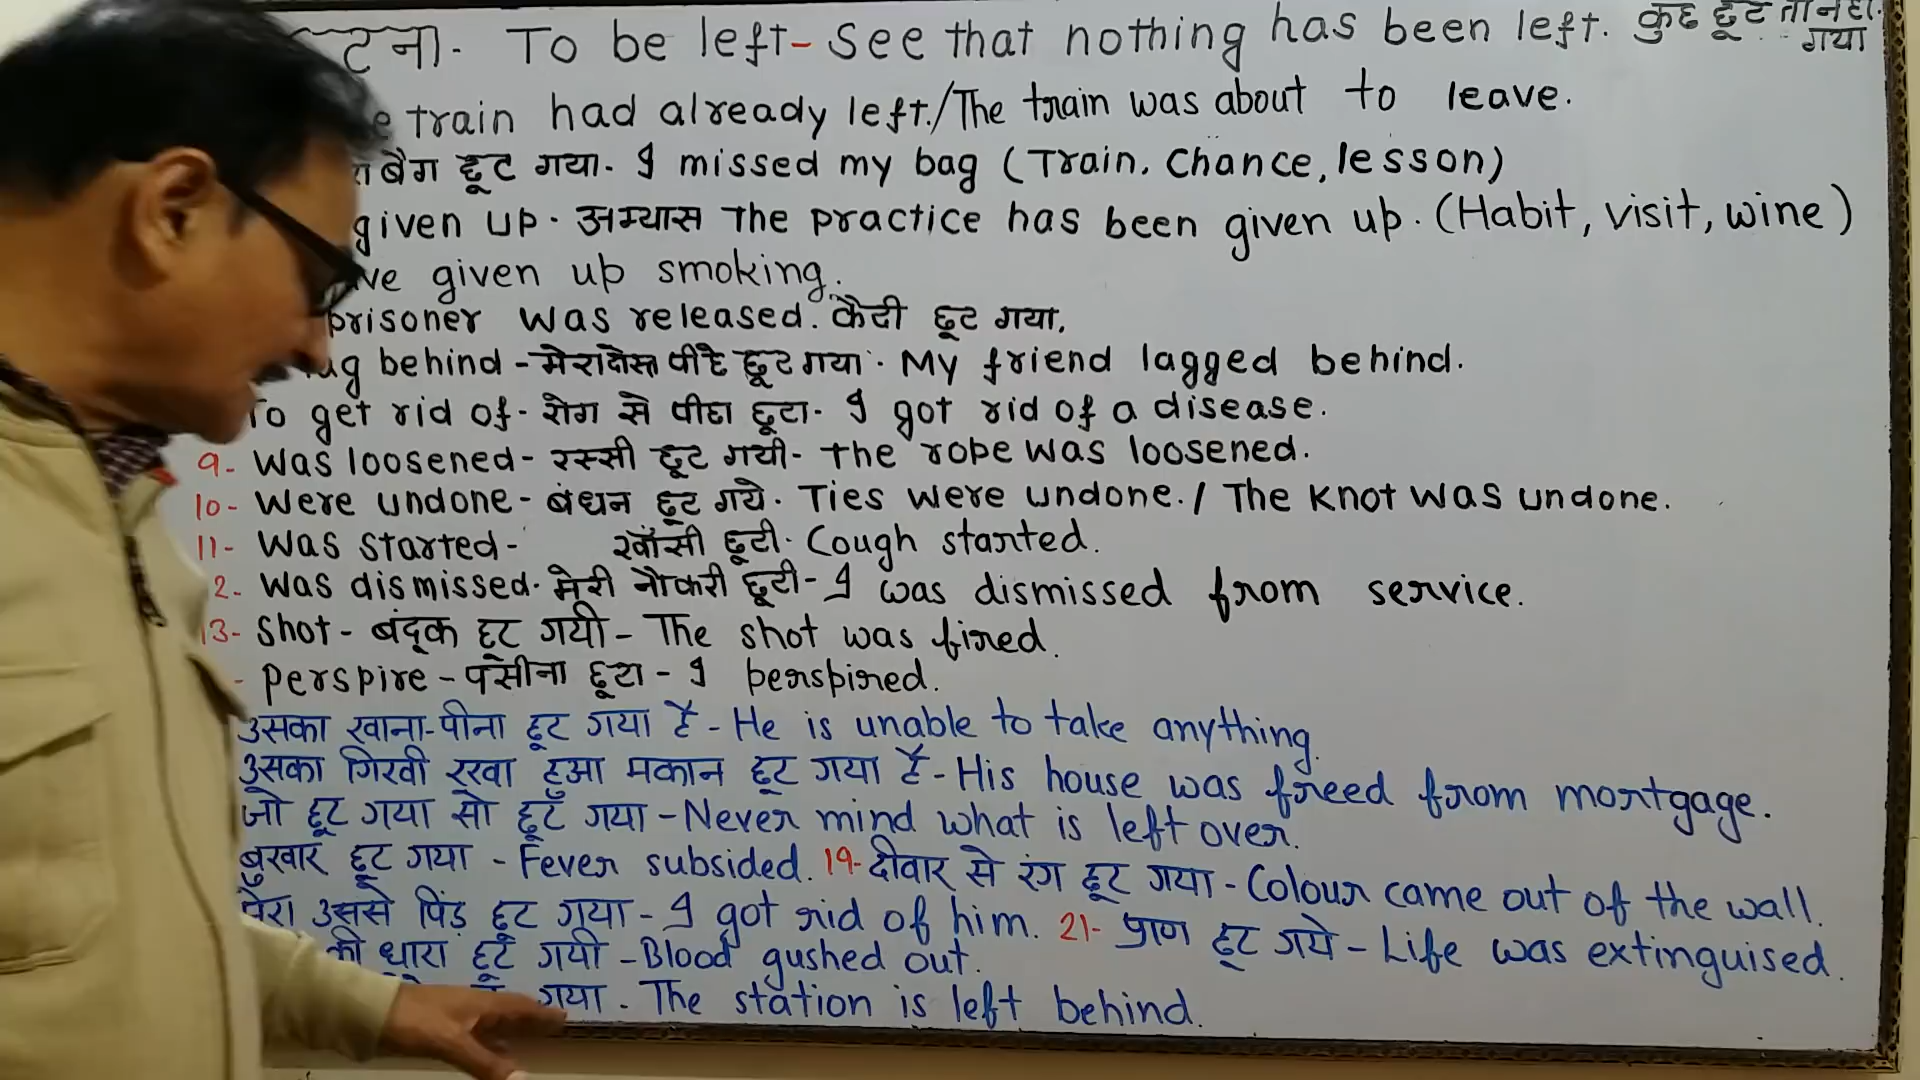 टना. To be left- see that nothing has been left. कुछ छूट तो नहीं गया
train had already left./The train was about to leave.
बैग छूट गया. I missed my bag (Train. Chance, lesson)
given up. अभ्यास The practice has been given up. (Habit, visit, wine)
given up smoking.
prisoner was released. कैदी छूट गया.
behind - मेरा दोस्त पीछे छूट गया. My friend lagged behind.
To get rid of- रोग से पीछा छूटा- I got rid of a disease.
9- Was loosened- रस्सी छूट गयी- The rope was loosened.
10- Were undone- बंधन छूट गये. Ties were undone./ The knot was undone.
11- Was started- खाँसी छूटी. Cough started.
2- Was dismissed. मेरी नौकरी छूटी- I was dismissed from service.
13- Shot- बंदूक छूट गयी- The shot was fired.
- Perspire- पसीना छूटा- I perspired.
उसका खाना-पीना छूट गया है- He is unable to take anything.
उसका गिरवी रखा हुआ मकान छूट गया है- His house was freed from mortgage.
जो छूट गया सो छूट गया- Never mind what is left over.
बुखार छूट गया - Fever subsided. 19- दीवार से रंग छूट गया- Colour came out of the wall.
मेरा उससे पिंड छूट गया- I got rid of him. 21- प्राण छूट गये- Life was extinguised.
की धारा छूट गयी- Blood gushed out.
गया. The station is left behind.